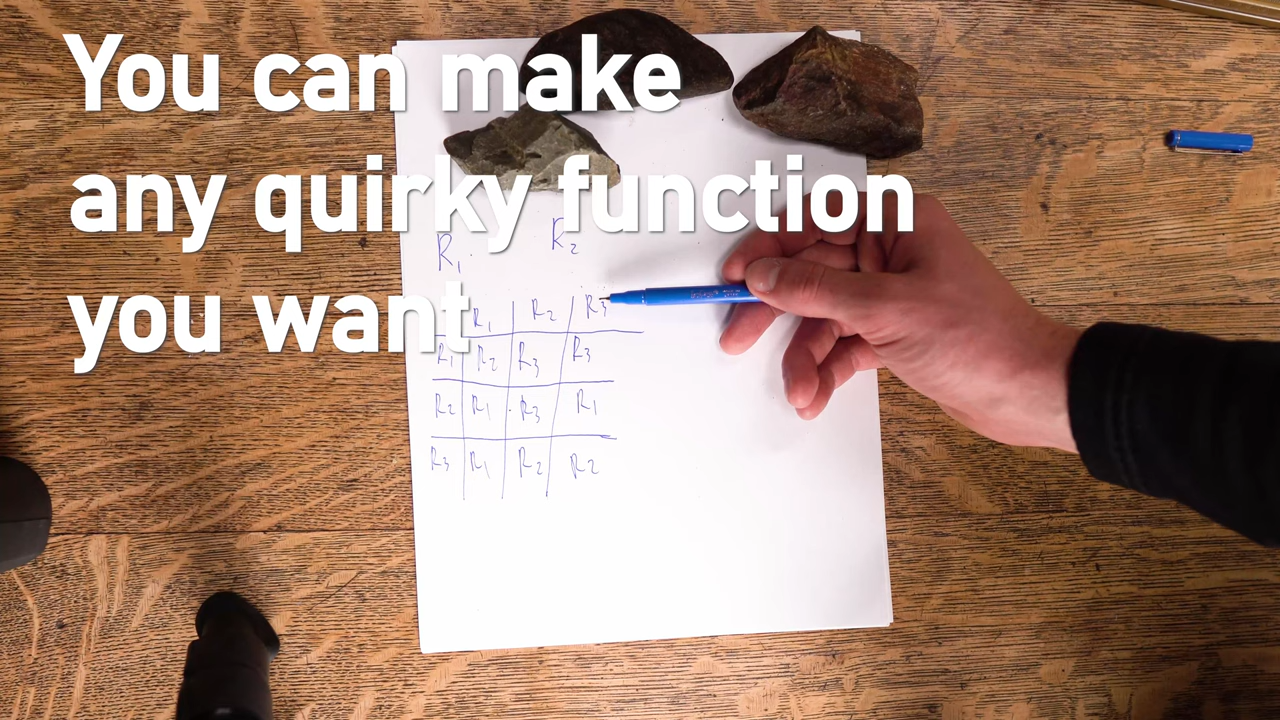 You can make
any quirky function
you want
R₁ R₂
R₁ R₂ R₃
R₁ R₂ R₃ R₃
R₂ R₁ R₃ R₁
R₃ R₁ R₂ R₂